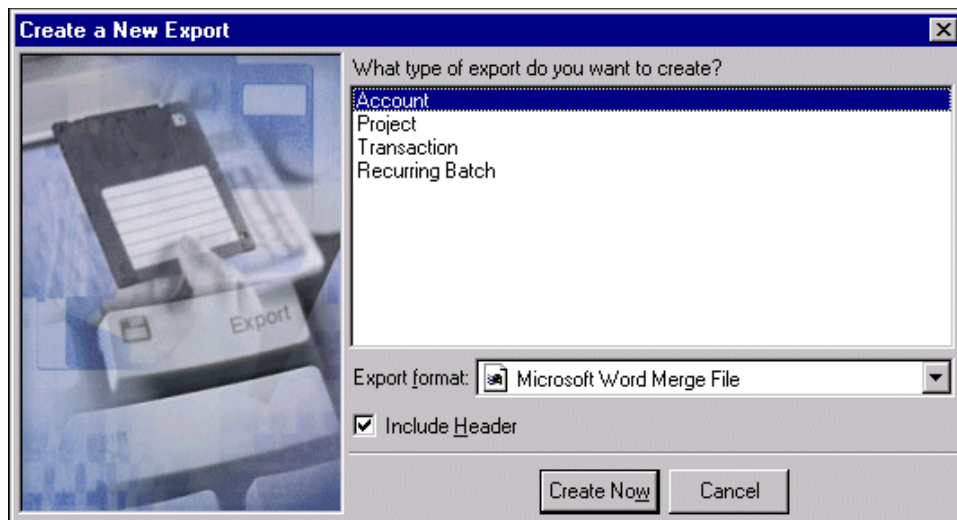 Create a New Export
What type of export do you want to create?
Account
Project
Transaction
Recurring Batch
Export
Export format: Microsoft Word Merge File
Include Header
Create Now Cancel